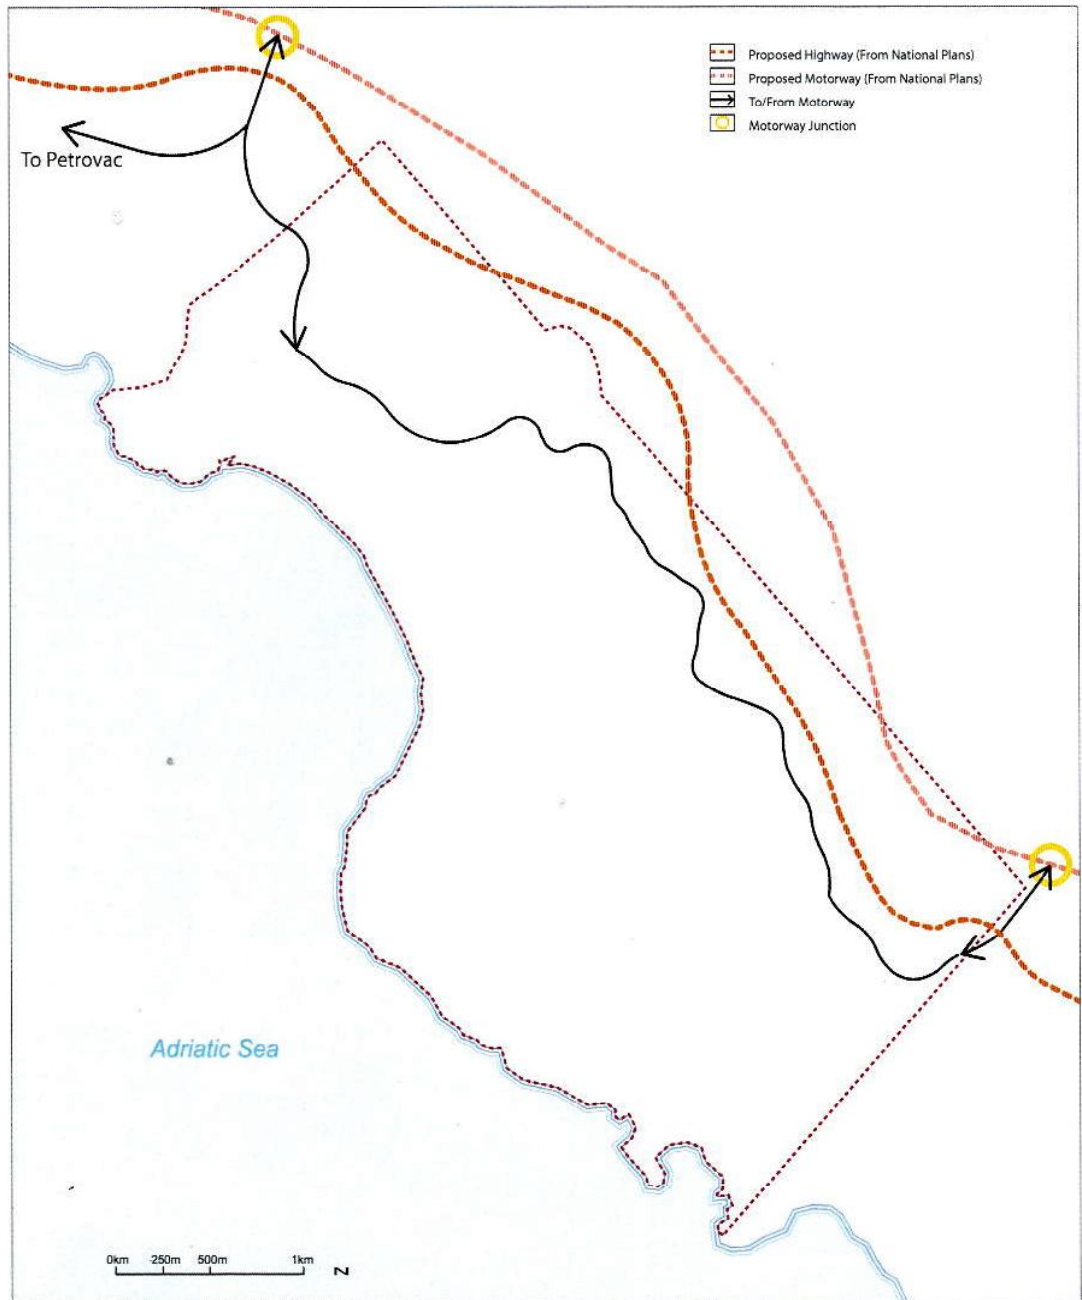 Proposed Highway (From National Plans)
Proposed Motorway (From National Plans)
To/From Motorway
Motorway Junction
To Petrovac
Adriatic Sea
0km 250m 500m 1km
N